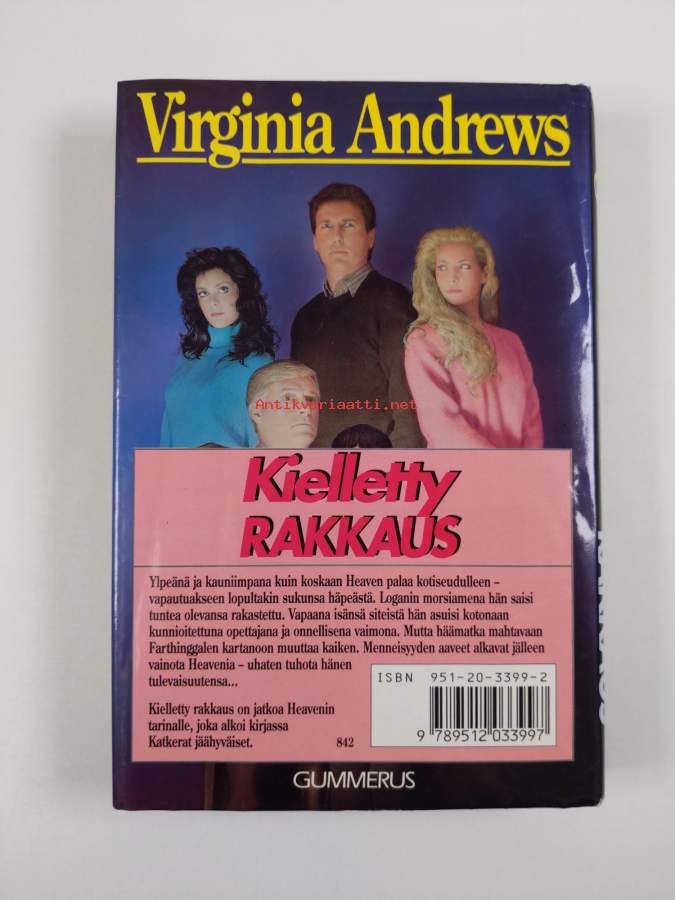 Virginia Andrews
Antikvariaatti.net
Kielletty
RAKKAUS
Ylpeänä ja kauniimpana kuin koskaan Heaven palaa kotiseudulleen –
vapautuakseen lopultakin sukunsa häpeästä. Loganin morsiamena hän saisi
tuntea olevansa rakastettu. Vapaana isänsä siteistä hän asuisi kotonaan
kunnioitettuna opettajana ja onnellisena vaimona. Mutta häämatka mahtavaan
Farthinggalen kartanoon muuttaa kaiken. Menneisyyden aaveet alkavat jälleen
vainota Heavenia – uhaten tuhota hänen
tulevaisuutensa...
Kielletty rakkaus on jatkoa Heavenin
tarinalle, joka alkoi kirjassa
Katkerat jäähyväiset.
842
ISBN 951-20-3399-2
9 789512 033997
GUMMERUS